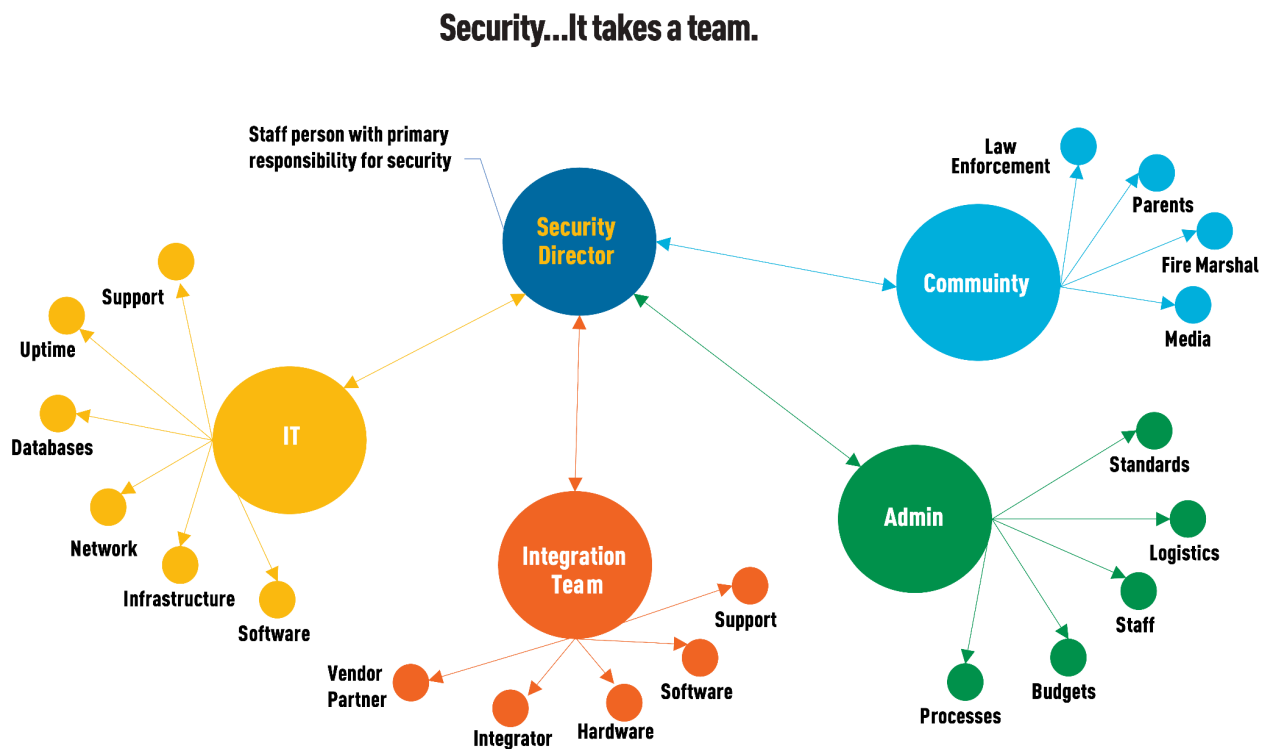 Security...It takes a team.
Staff person with primary
responsibility for security
Security
Director
Law
Enforcement
Parents
Fire Marshal
Media
Commuinty
Support
Uptime
Databases
Network
Infrastructure
Software
IT
Integration
Team
Support
Software
Hardware
Integrator
Vendor
Partner
Admin
Standards
Logistics
Staff
Budgets
Processes